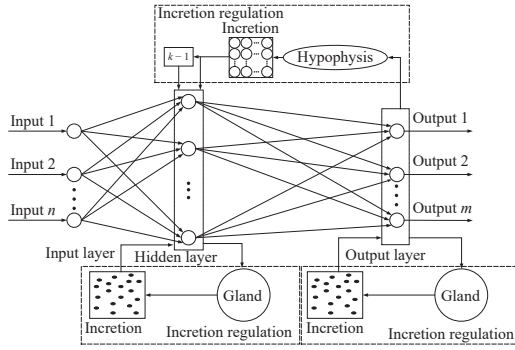 Incretion regulation
Incretion
k − 1
Hypophysis
Input 1
Output 1
Input 2
Output 2
Input n
Output m
Input layer
Hidden layer
Output layer
Gland
Incretion
Incretion regulation
Gland
Incretion
Incretion regulation